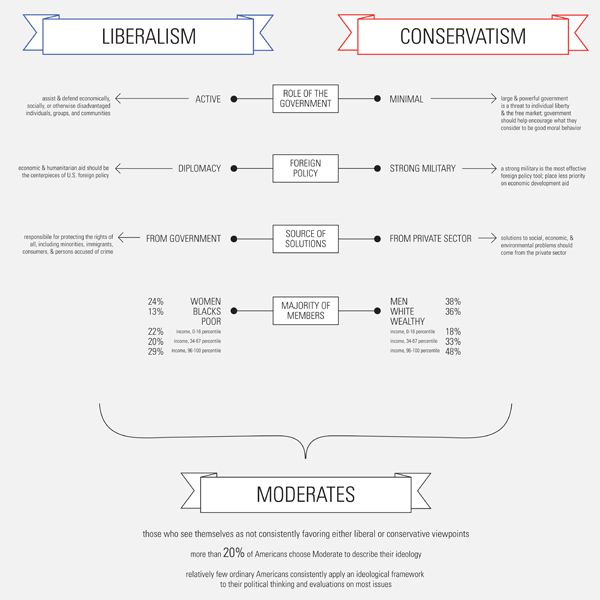 LIBERALISM
CONSERVATISM
assist & defend economically,
socially, or otherwise disadvantaged
individuals, groups, and communities
ACTIVE
ROLE OF THE
GOVERNMENT
MINIMAL
large & powerful government
is a threat to individual liberty
& the free market; government
should help encourage what they
consider to be good moral behavior
economic & humanitarian aid should be
the centerpieces of U.S. foreign policy
DIPLOMACY
FOREIGN
POLICY
STRONG MILITARY
a strong military is the most effective
foreign policy tool; place less priority
on economic development aid
responsibile for protecting the rights of
all, including minorities, immigrants,
consumers, & persons accused of crime
FROM GOVERNMENT
SOURCE OF
SOLUTIONS
FROM PRIVATE SECTOR
solutions to social, economic, &
environmental problems should
come from the private sector
24% WOMEN
13% BLACKS
POOR
22% income, 0-16 percentile
20% income, 34-67 percentile
29% income, 96-100 percentile
MAJORITY OF
MEMBERS
MEN 38%
WHITE 36%
WEALTHY
income, 0-16 percentile 18%
income, 34-67 percentile 33%
income, 96-100 percentile 48%
MODERATES
those who see themselves as not consistently favoring either liberal or conservative viewpoints
more than 20% of Americans choose Moderate to describe their ideology
relatively few ordinary Americans consistently apply an ideological framework
to their political thinking and evaluations on most issues